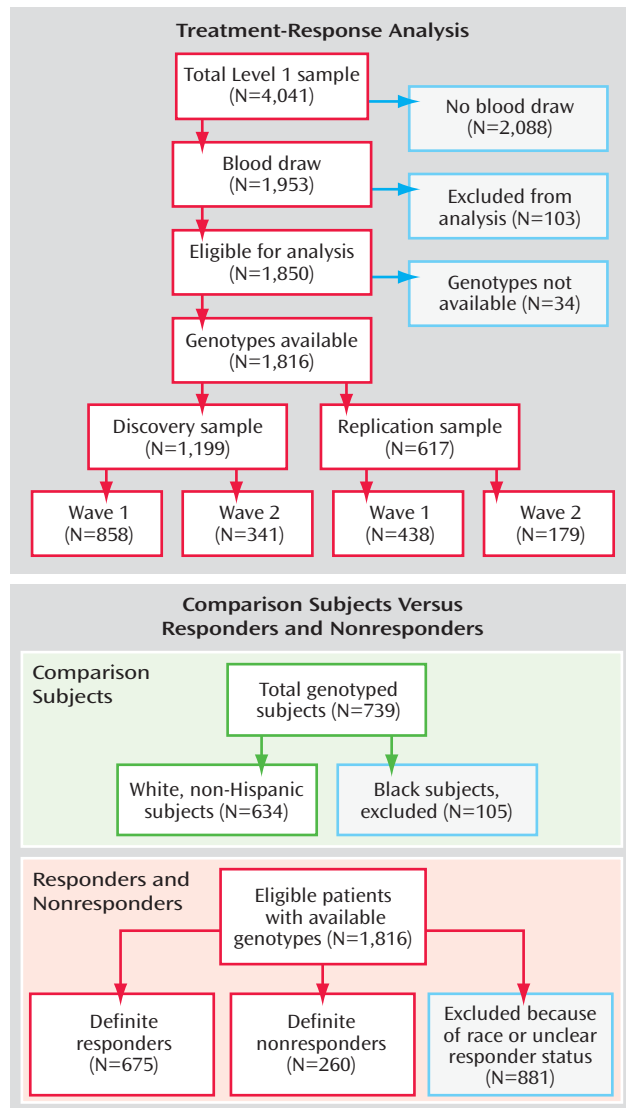 Treatment-Response Analysis
Total Level 1 sample
(N=4,041)
No blood draw
(N=2,088)
Blood draw
(N=1,953)
Excluded from
analysis (N=103)
Eligible for analysis
(N=1,850)
Genotypes not
available (N=34)
Genotypes available
(N=1,816)
Discovery sample
(N=1,199)
Replication sample
(N=617)
Wave 1
(N=858)
Wave 2
(N=341)
Wave 1
(N=438)
Wave 2
(N=179)
Comparison Subjects Versus
Responders and Nonresponders
Comparison
Subjects
Total genotyped
subjects (N=739)
White, non-Hispanic
subjects (N=634)
Black subjects,
excluded (N=105)
Responders and
Nonresponders
Eligible patients
with available
genotypes (N=1,816)
Definite
responders
(N=675)
Definite
nonresponders
(N=260)
Excluded because
of race or unclear
responder status
(N=881)